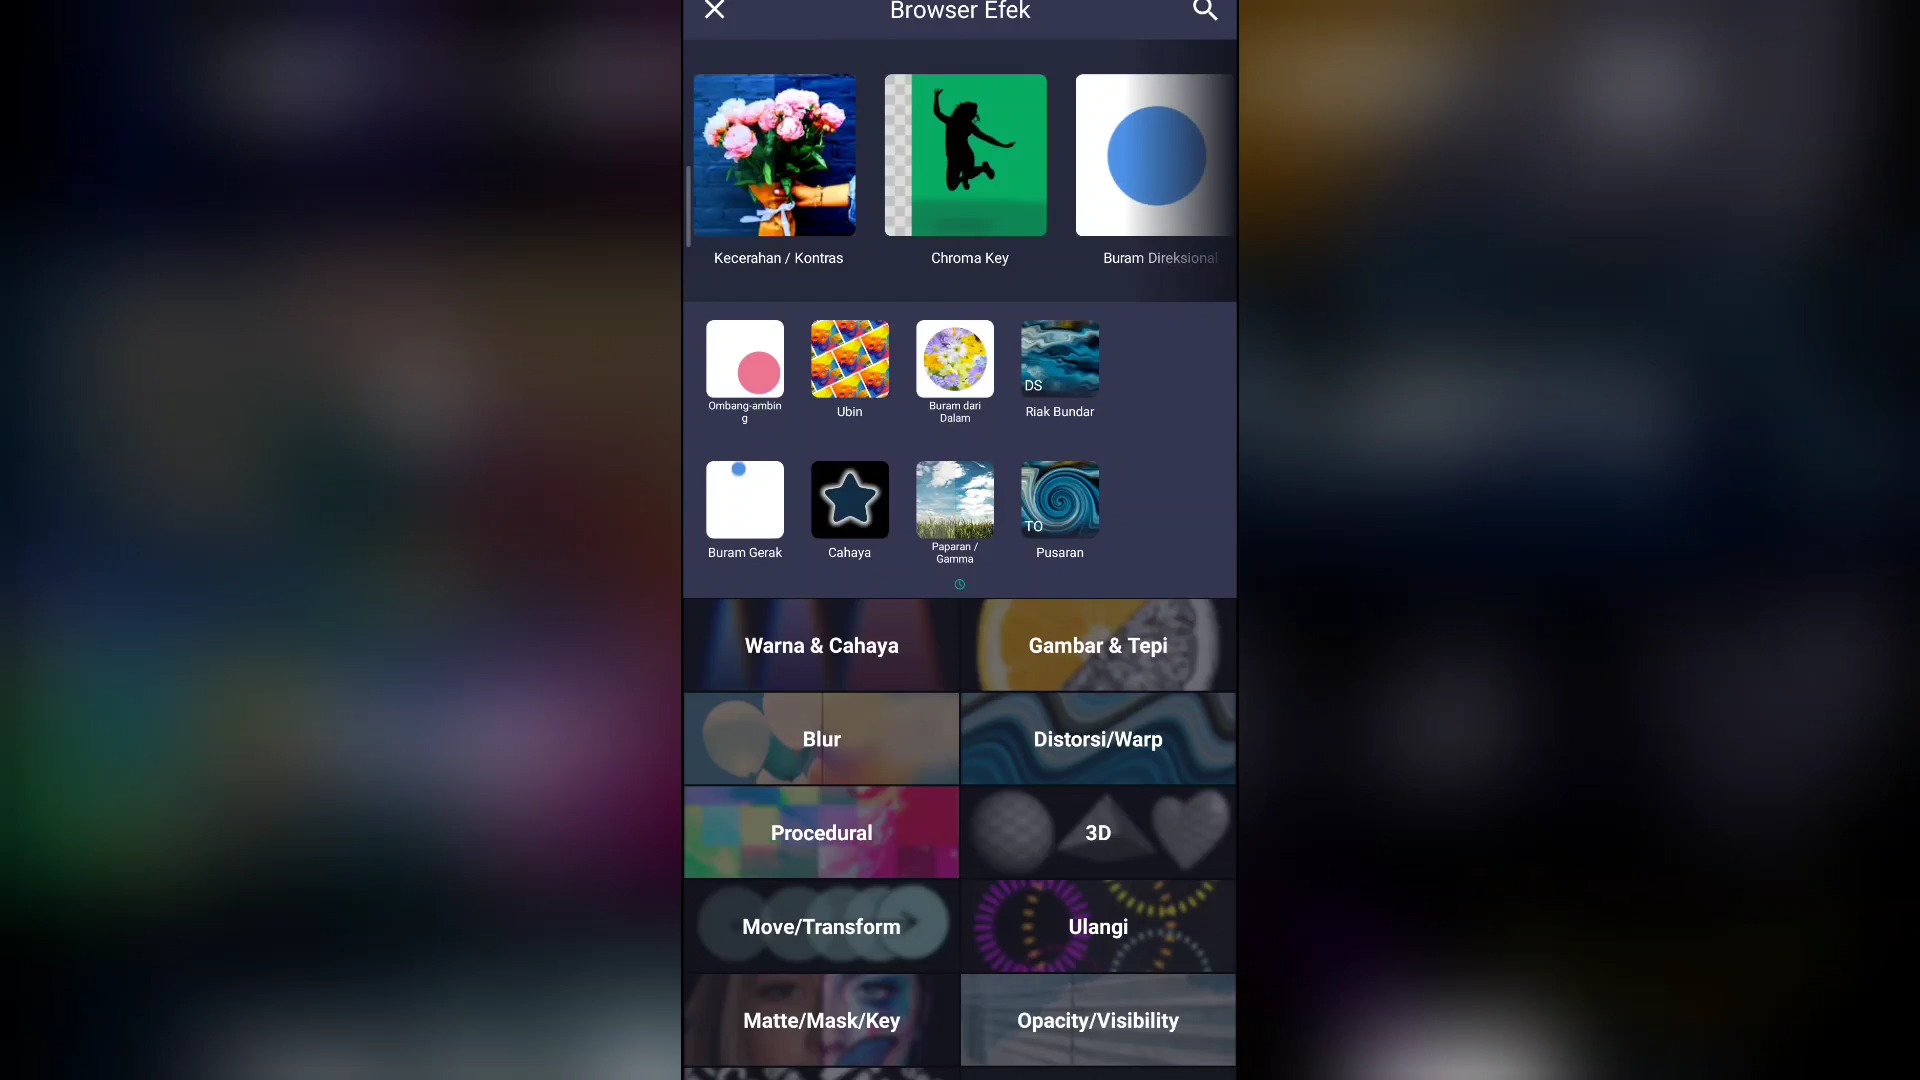 Browser Efek
Kecerahan / Kontras
Chroma Key
Buram Direksional
Ombang-ambin
g
Ubin
Buram dari
Dalam
DS
Riak Bundar
Buram Gerak
Cahaya
Paparan /
Gamma
TO
Pusaran
Warna & Cahaya
Gambar & Tepi
Blur
Distorsi/Warp
Procedural
3D
Move/Transform
Ulangi
Matte/Mask/Key
Opacity/Visibility